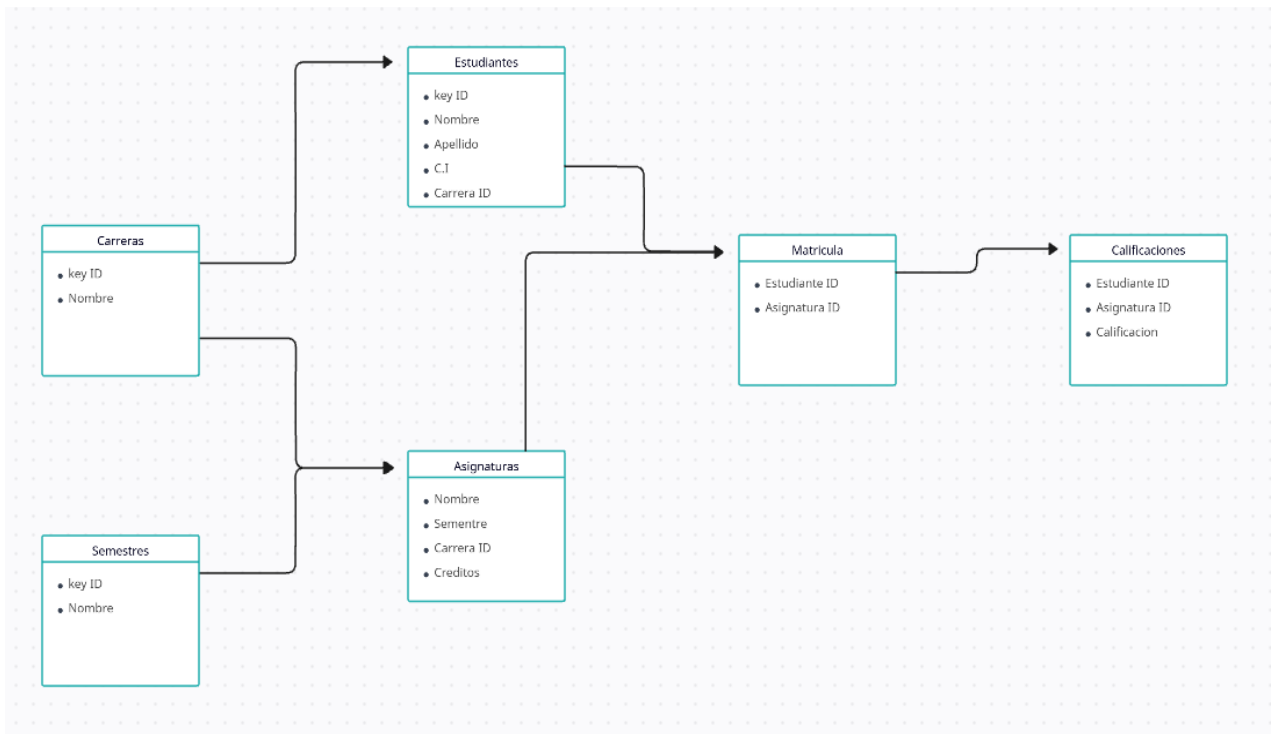 Estudiantes
key ID
Nombre
Apellido
C.I
Carrera ID
Carreras
key ID
Nombre
Matricula
Estudiante ID
Asignatura ID
Calificaciones
Estudiante ID
Asignatura ID
Calificacion
Asignaturas
Nombre
Sementre
Carrera ID
Creditos
Semestres
key ID
Nombre